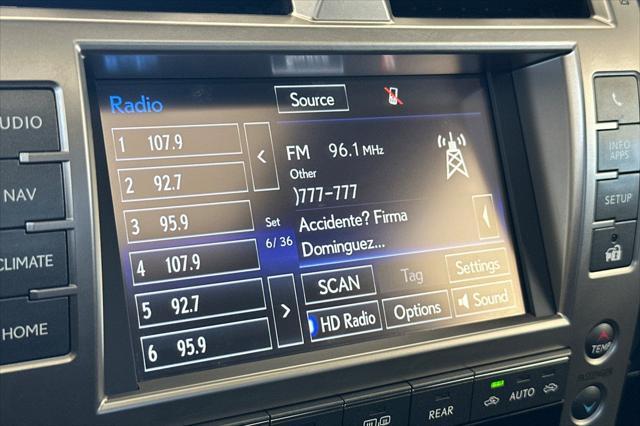 Radio
Source
1 107.9
2 92.7
3 95.9
4 107.9
5 92.7
6 95.9
<
Set
6/36
>
FM 96.1 MHz
Other
)777-777
Accidente? Firma
Dominguez...
SCAN
Tag
Settings
HD Radio
Options
Sound
AUDIO
NAV
CLIMATE
HOME
INFO
APPS
SETUP
TEMP
PASSENGER
REAR
AUTO